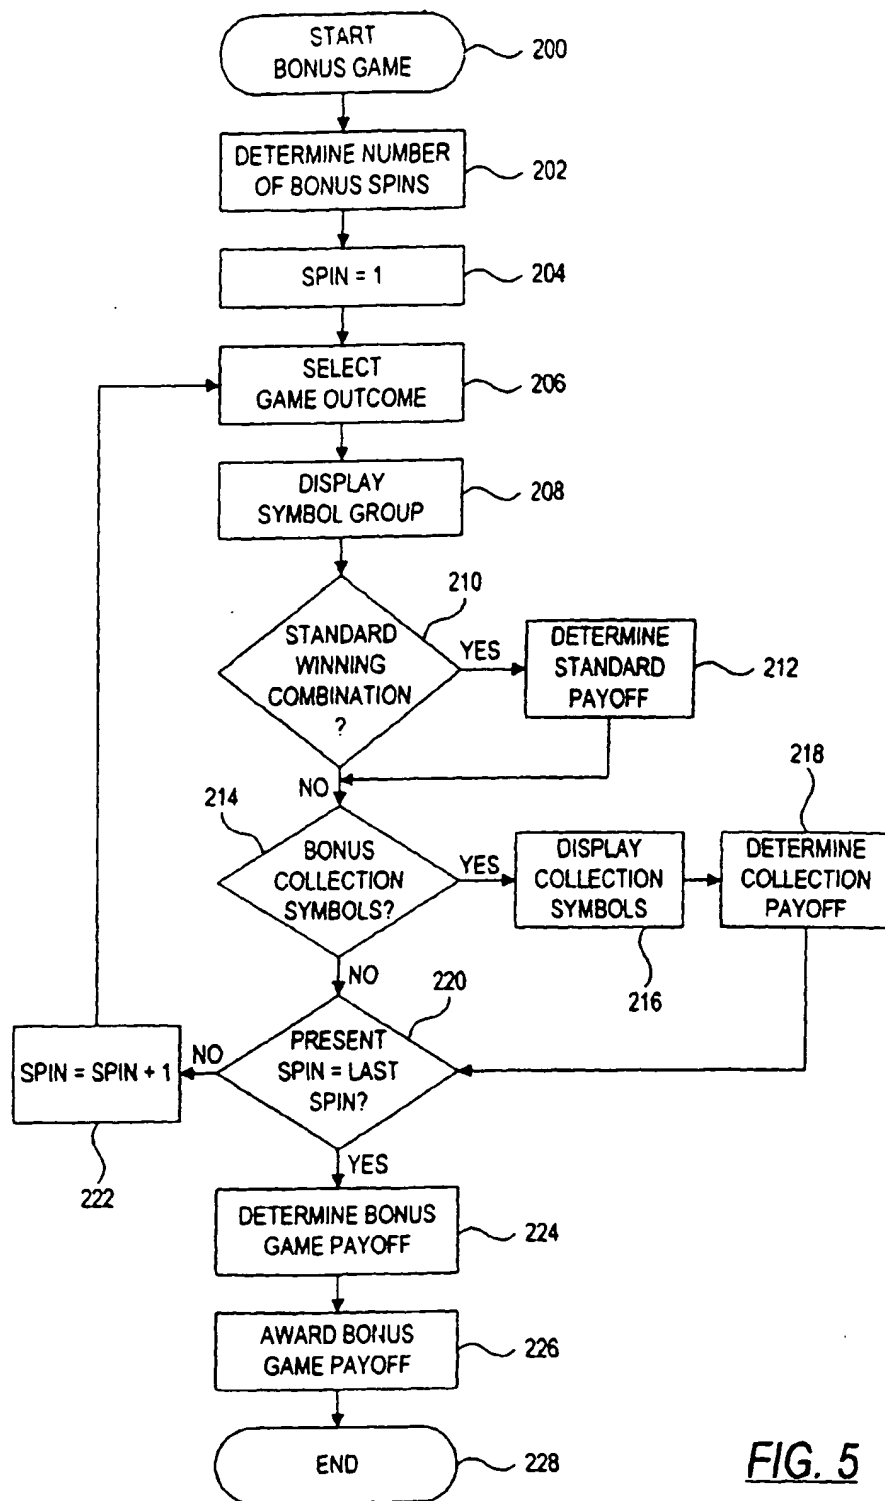 START
BONUS GAME
200
DETERMINE NUMBER
OF BONUS SPINS
202
SPIN = 1
204
SELECT
GAME OUTCOME
206
DISPLAY
SYMBOL GROUP
208
210
STANDARD
WINNING
COMBINATION
?
YES
DETERMINE
STANDARD
PAYOFF
212
NO
214
BONUS
COLLECTION
SYMBOLS?
YES
DISPLAY
COLLECTION
SYMBOLS
216
218
DETERMINE
COLLECTION
PAYOFF
NO
220
PRESENT
SPIN = LAST
SPIN?
NO
SPIN = SPIN + 1
222
YES
DETERMINE BONUS
GAME PAYOFF
224
AWARD BONUS
GAME PAYOFF
226
END
228
FIG. 5